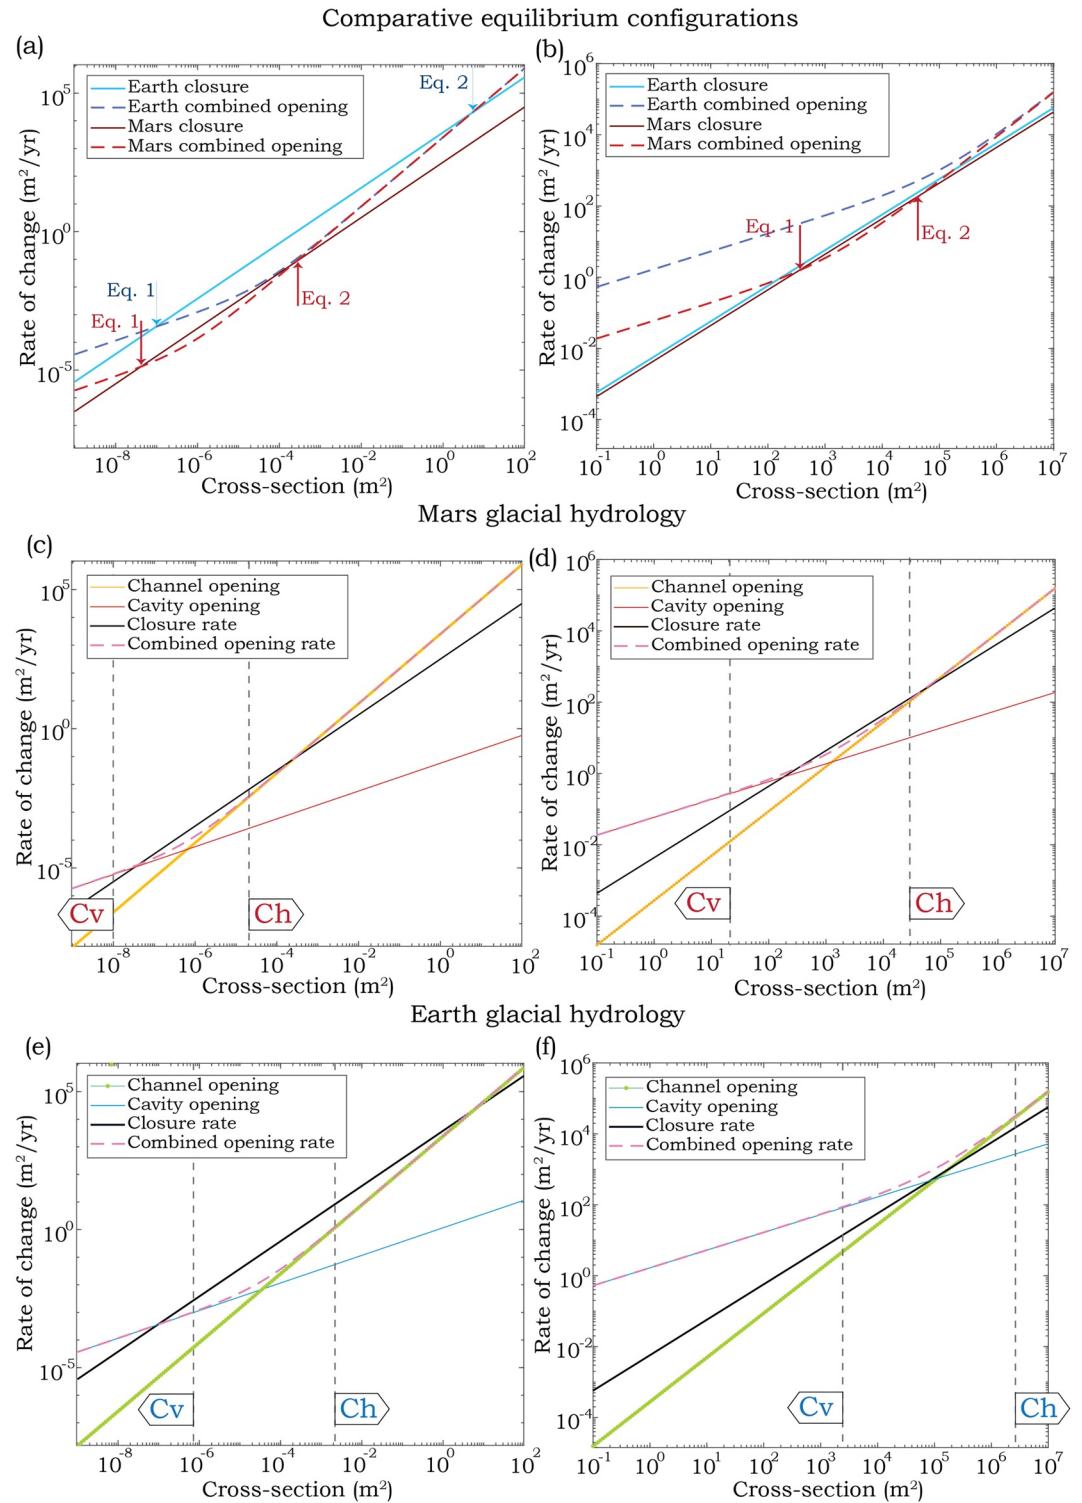 Comparative equilibrium configurations
(a)
Earth closure
Earth combined opening
Mars closure
Mars combined opening
Eq. 2
Eq. 1
Eq. 1
Eq. 2
10⁵
10⁰
10⁻⁵
Rate of change (m²/yr)
10⁻⁸ 10⁻⁶ 10⁻⁴ 10⁻² 10⁰ 10²
Cross-section (m²)
(b)
Earth closure
Earth combined opening
Mars closure
Mars combined opening
Eq. 1
Eq. 2
10⁶
10⁴
10²
10⁰
10⁻²
10⁻⁴
Rate of change (m²/yr)
10⁻¹ 10⁰ 10¹ 10² 10³ 10⁴ 10⁵ 10⁶ 10⁷
Cross-section (m²)
Mars glacial hydrology
(c)
Channel opening
Cavity opening
Closure rate
Combined opening rate
10⁵
10⁰
10⁻⁵
Rate of change (m²/yr)
Cv
Ch
10⁻⁸ 10⁻⁶ 10⁻⁴ 10⁻² 10⁰ 10²
Cross-section (m²)
(d)
Channel opening
Cavity opening
Closure rate
Combined opening rate
10⁶
10⁴
10²
10⁰
10⁻²
10⁻⁴
Rate of change (m²/yr)
Cv
Ch
10⁻¹ 10⁰ 10¹ 10² 10³ 10⁴ 10⁵ 10⁶ 10⁷
Cross-section (m²)
Earth glacial hydrology
(e)
Channel opening
Cavity opening
Closure rate
Combined opening rate
10⁵
10⁰
10⁻⁵
Rate of change (m²/yr)
Cv
Ch
10⁻⁸ 10⁻⁶ 10⁻⁴ 10⁻² 10⁰ 2
Cross-section (m²)
(f)
Channel opening
Cavity opening
Closure rate
Combined opening rate
10⁶
10⁴
10²
10⁰
10⁻²
10⁻⁴
Rate of change (m²/yr)
Cv
Ch
10⁻¹ 10⁰ 10¹ 10² 10³ 10⁴ 10⁵ 10⁶ 10⁷
Cross-section (m²)